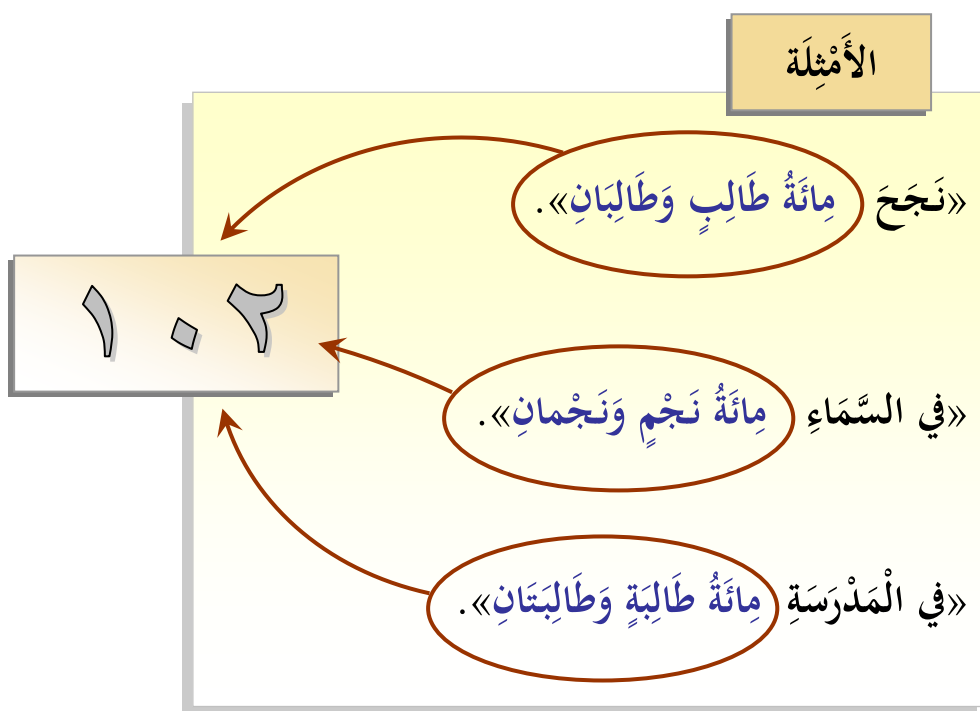 الأَمْثِلَة
«نَجَحَ مِائَةُ طَالِبٍ وَطَالِبَانِ».
١٠٢
«في السَّمَاءِ مِائَةُ نَجْمٍ وَنَجْمانِ».
«في الْمَدْرَسَةِ مِائَةُ طَالِبَةٍ وَطَالِبَتَانِ».